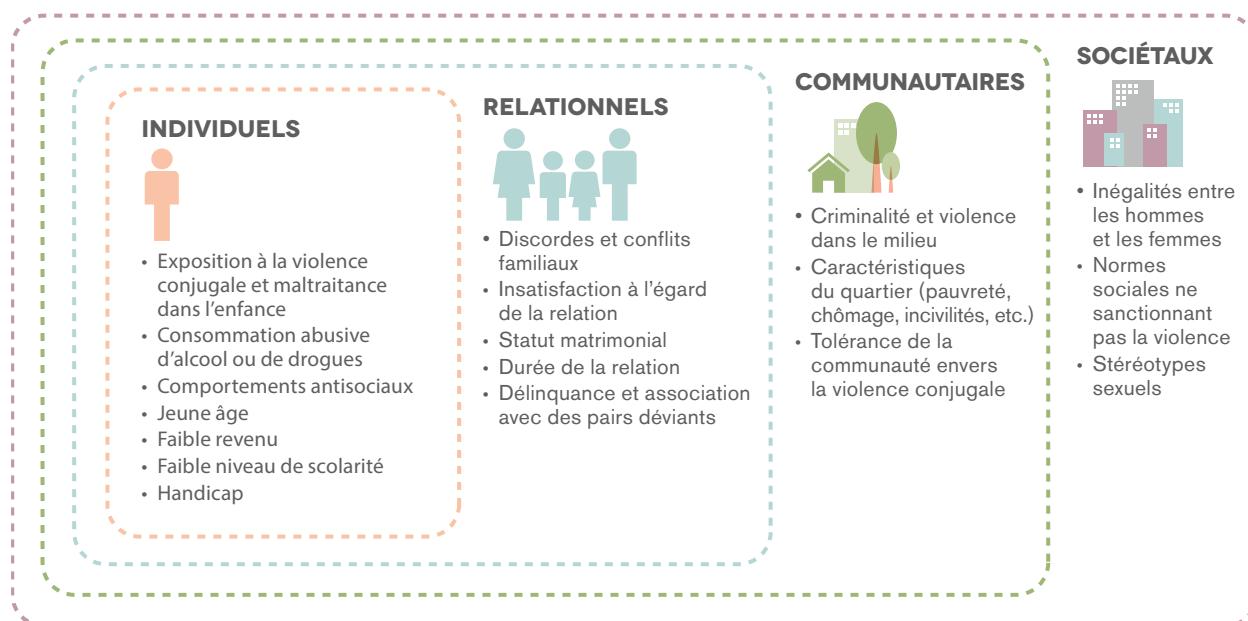 INDIVIDUELS
• Exposition à la violence
conjugale et maltraitance
dans l’enfance
• Consommation abusive
d’alcool ou de drogues
• Comportements antisociaux
• Jeune âge
• Faible revenu
• Faible niveau de scolarité
• Handicap
RELATIONNELS
• Discordes et conflits
familiaux
• Insatisfaction à l’égard
de la relation
• Statut matrimonial
• Durée de la relation
• Délinquance et association
avec des pairs déviants
COMMUNAUTAIRES
• Criminalité et violence
dans le milieu
• Caractéristiques
du quartier (pauvreté,
chômage, incivilités, etc.)
• Tolérance de la
communauté envers
la violence conjugale
SOCIÉTAUX
• Inégalités entre
les hommes
et les femmes
• Normes
sociales ne
sanctionnant
pas la violence
• Stéréotypes
sexuels